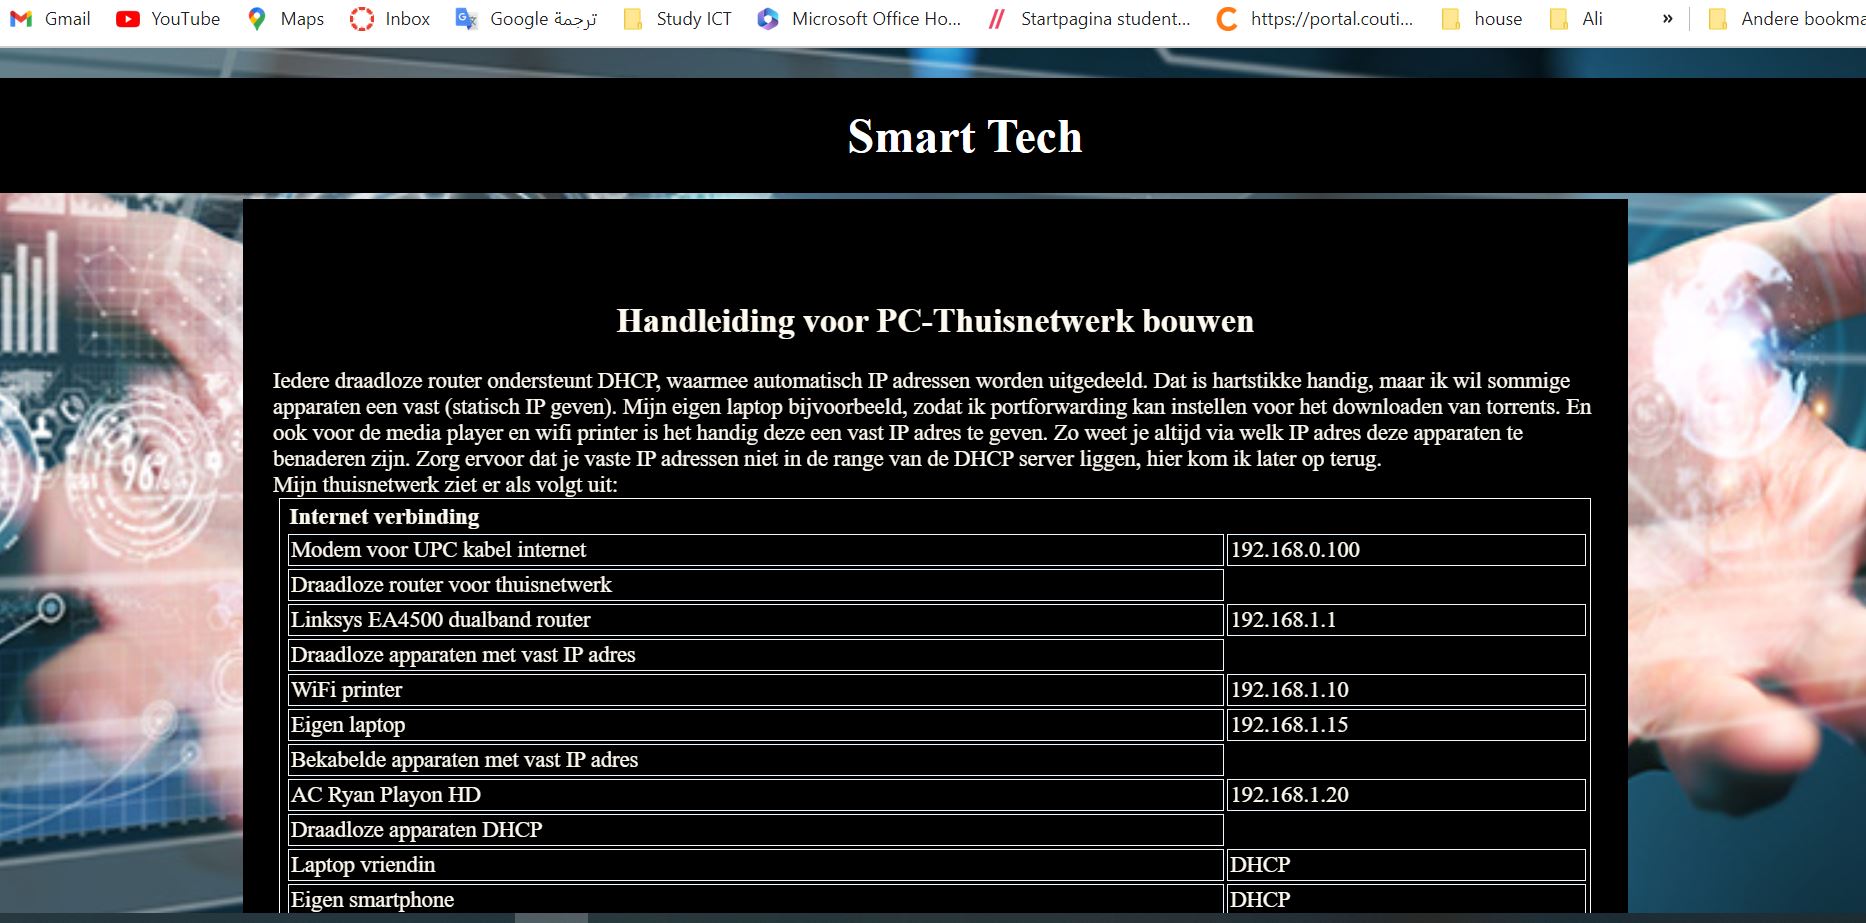 Gmail YouTube Maps Inbox Google ترجمة Study ICT Microsoft Office Ho... Startpagina student... https://portal.couti... house Ali » Andere bookma
Smart Tech
96%
Handleiding voor PC-Thuisnetwerk bouwen
Iedere draadloze router ondersteunt DHCP, waarmee automatisch IP adressen worden uitgedeeld. Dat is hartstikke handig, maar ik wil sommige
apparaten een vast (statisch IP geven). Mijn eigen laptop bijvoorbeeld, zodat ik portforwarding kan instellen voor het downloaden van torrents. En
ook voor de media player en wifi printer is het handig deze een vast IP adres te geven. Zo weet je altijd via welk IP adres deze apparaten te
benaderen zijn. Zorg ervoor dat je vaste IP adressen niet in de range van de DHCP server liggen, hier kom ik later op terug.
Mijn thuisnetwerk ziet er als volgt uit:
Internet verbinding
Modem voor UPC kabel internet 192.168.0.100
Draadloze router voor thuisnetwerk
Linksys EA4500 dualband router 192.168.1.1
Draadloze apparaten met vast IP adres
WiFi printer 192.168.1.10
Eigen laptop 192.168.1.15
Bekabelde apparaten met vast IP adres
AC Ryan Playon HD 192.168.1.20
Draadloze apparaten DHCP
Laptop vriendin DHCP
Eigen smartphone DHCP